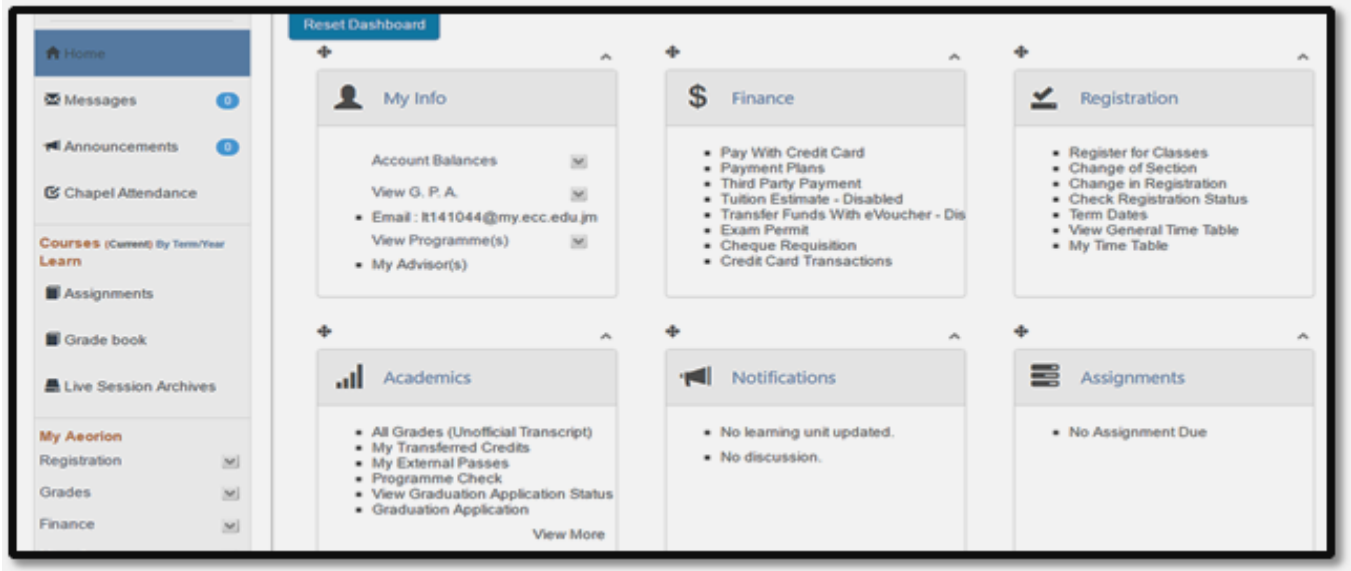 Reset Dashboard
Home
Messages 0
Announcements 0
Chapel Attendance
Courses (Current) By Term/Year
Learn
Assignments
Grade book
Live Session Archives
My Aeorion
Registration
Grades
Finance
My Info
Account Balances
View G. P. A.
Email : lt141044@my.ecc.edu.jm
View Programme(s)
My Advisor(s)
$ Finance
Pay With Credit Card
Payment Plans
Third Party Payment
Tuition Estimate - Disabled
Transfer Funds With eVoucher - Dis
Exam Permit
Cheque Requisition
Credit Card Transactions
Registration
Register for Classes
Change of Section
Change in Registration
Check Registration Status
Term Dates
View General Time Table
My Time Table
Academics
All Grades (Unofficial Transcript)
My Transferred Credits
My External Passes
Programme Check
View Graduation Application Status
Graduation Application
View More
Notifications
No learning unit updated.
No discussion.
Assignments
No Assignment Due